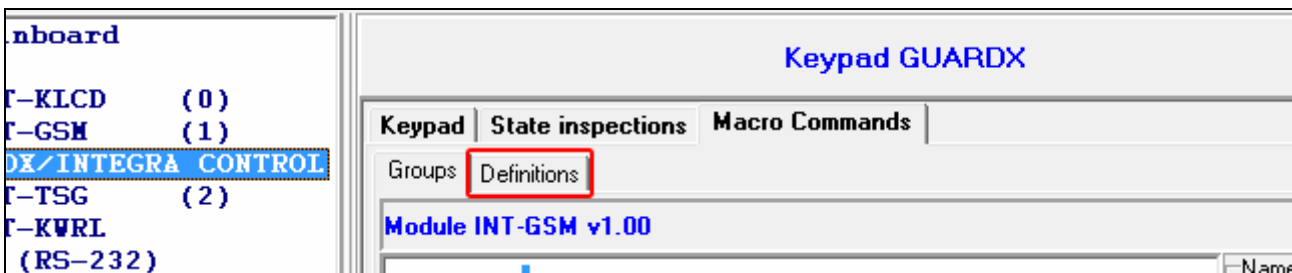 nboard
T-KLCD (0)
T-GSM (1)
DX/INTEGRA CONTROL
T-TSG (2)
T-KWRL
(RS-232)
Keypad GUARDX
Keypad State inspections Macro Commands
Groups Definitions
Module INT-GSM v1.00
Name